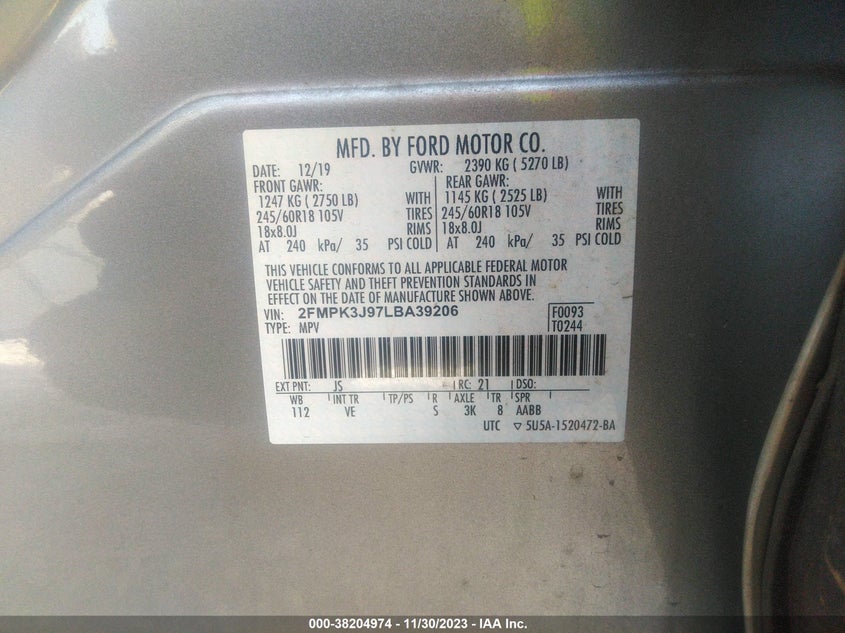 MFD. BY FORD MOTOR CO.
DATE: 12/19 GVWR: 2390 KG ( 5270 LB)
FRONT GAWR: REAR GAWR:
1247 KG ( 2750 LB) WITH 1145 KG ( 2525 LB) WITH
245/60R18 105V TIRES 245/60R18 105V TIRES
18x8.0J RIMS 18x8.0J RIMS
AT 240 kPa/ 35 PSI COLD AT 240 kPa/ 35 PSI COLD
THIS VEHICLE CONFORMS TO ALL APPLICABLE FEDERAL MOTOR
VEHICLE SAFETY AND THEFT PREVENTION STANDARDS IN
EFFECT ON THE DATE OF MANUFACTURE SHOWN ABOVE.
VIN: 2FMPK3J97LBA39206 F0093
TYPE: MPV T0244
EXT PNT: JS RC: 21 DSO:
WB INT TR TP/PS R AXLE TR SPR
112 VE S 3K 8 AABB
UTC ▽ 5U5A-1520472-BA
000-38204974 - 11/30/2023 - IAA Inc.